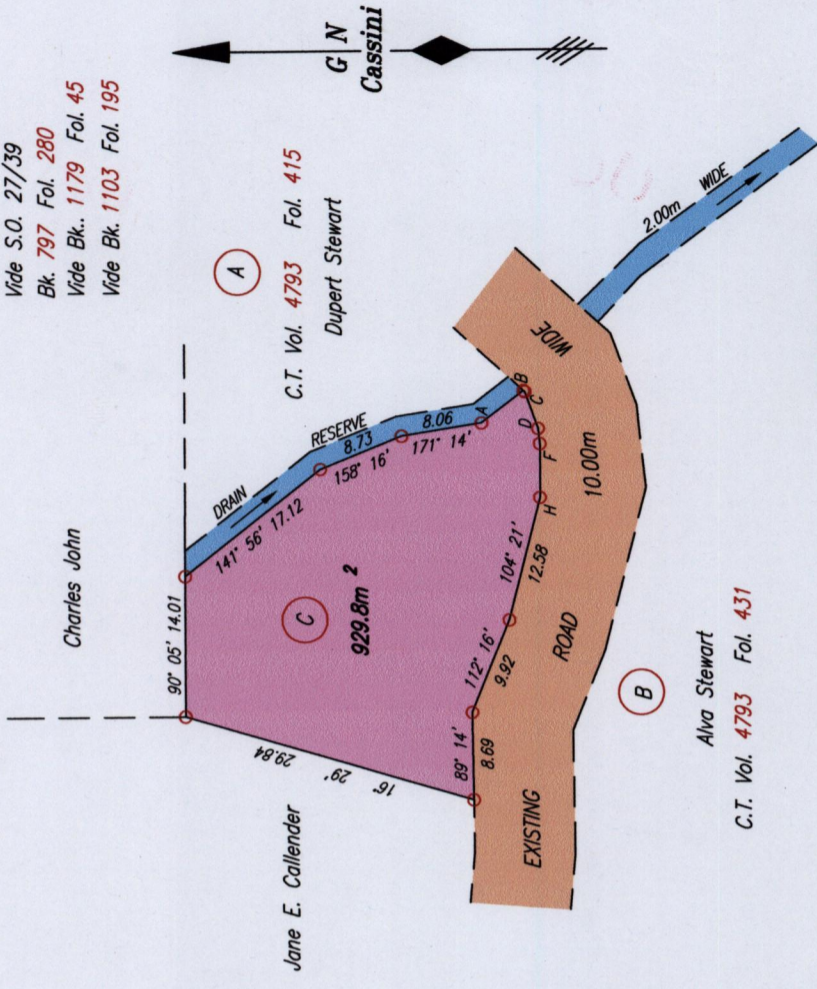 Vide S.O. 27/39
Bk. 797 Fol. 280
Vide Bk.. 1179 Fol. 45
Vide Bk. 1103 Fol. 195
G N
Cassini
A
C.T. Vol. 4793 Fol. 415
Dupert Stewart
Charles John
90° 05' 14.01
DRAIN
RESERVE
141° 56' 17.12
8.73
158° 16'
8.06
171° 14'
A
B
C
D
F
H
2.00m WIDE
C
929.8m 2
16° 29' 29.84
Jane E. Callender
89° 14'
8.69
112° 16'
9.92
104° 21'
12.58
EXISTING
ROAD
10.00m
WIDE
B
Alva Stewart
C.T. Vol. 4793 Fol. 431